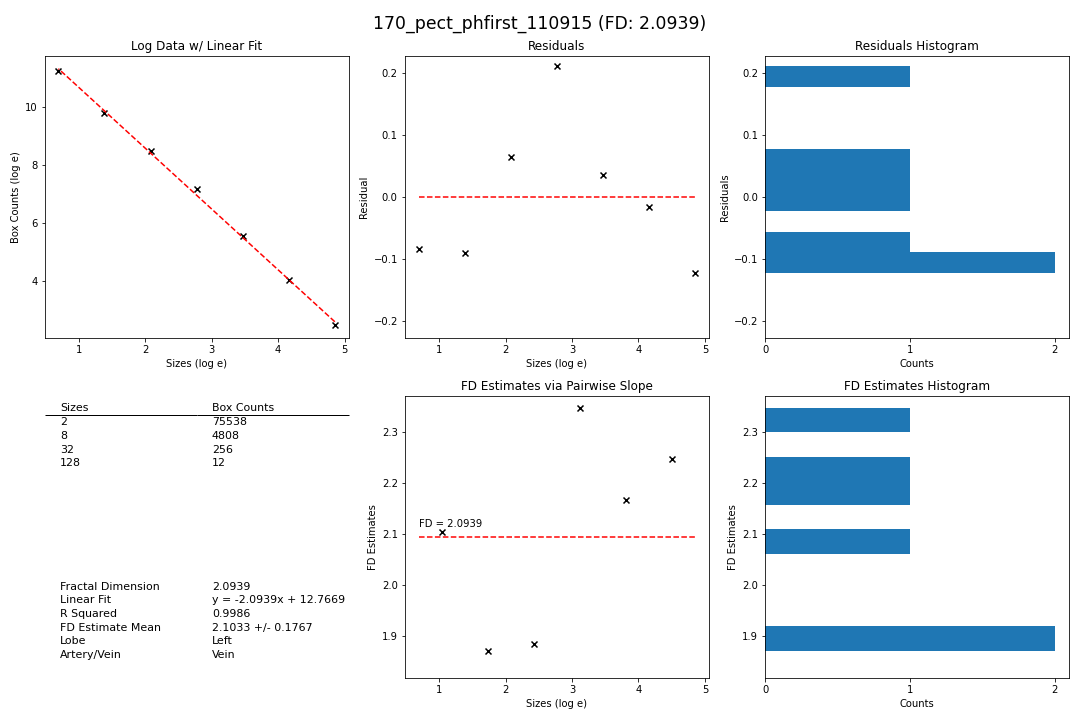 170_pect_phfirst_110915 (FD: 2.0939)
Log Data w/ Linear Fit
Box Counts (log e)
10
8
6
4
1 2 3 4 5
Sizes (log e)
Residuals
Residual
0.2
0.1
0.0
−0.1
−0.2
1 2 3 4 5
Sizes (log e)
Residuals Histogram
Residuals
0.2
0.1
0.0
−0.1
−0.2
0 1 2
Counts
Sizes Box Counts
2 75538
8 4808
32 256
128 12
Fractal Dimension 2.0939
Linear Fit y = -2.0939x + 12.7669
R Squared 0.9986
FD Estimate Mean 2.1033 +/- 0.1767
Lobe Left
Artery/Vein Vein
FD Estimates via Pairwise Slope
FD Estimates
2.3
2.2
2.1
2.0
1.9
FD = 2.0939
1 2 3 4 5
Sizes (log e)
FD Estimates Histogram
FD Estimates
2.3
2.2
2.1
2.0
1.9
0 1 2
Counts